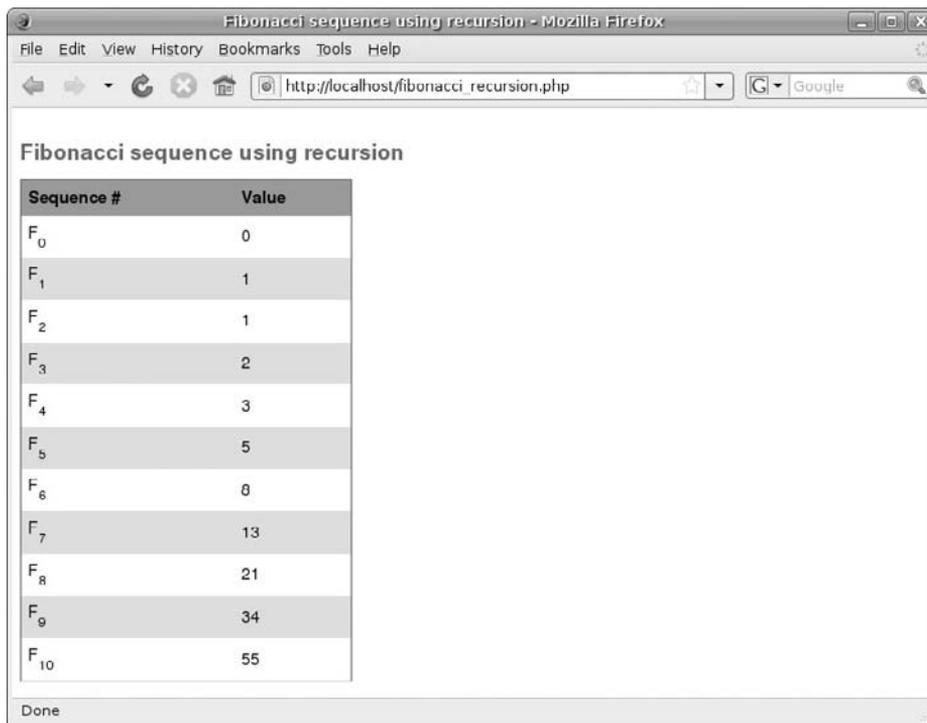 Fibonacci sequence using recursion - Mozilla Firefox
File Edit View History Bookmarks Tools Help
http://localhost/fibonacci_recursion.php
G Google
Fibonacci sequence using recursion
Sequence # Value
F0 0
F1 1
F2 1
F3 2
F4 3
F5 5
F6 8
F7 13
F8 21
F9 34
F10 55
Done